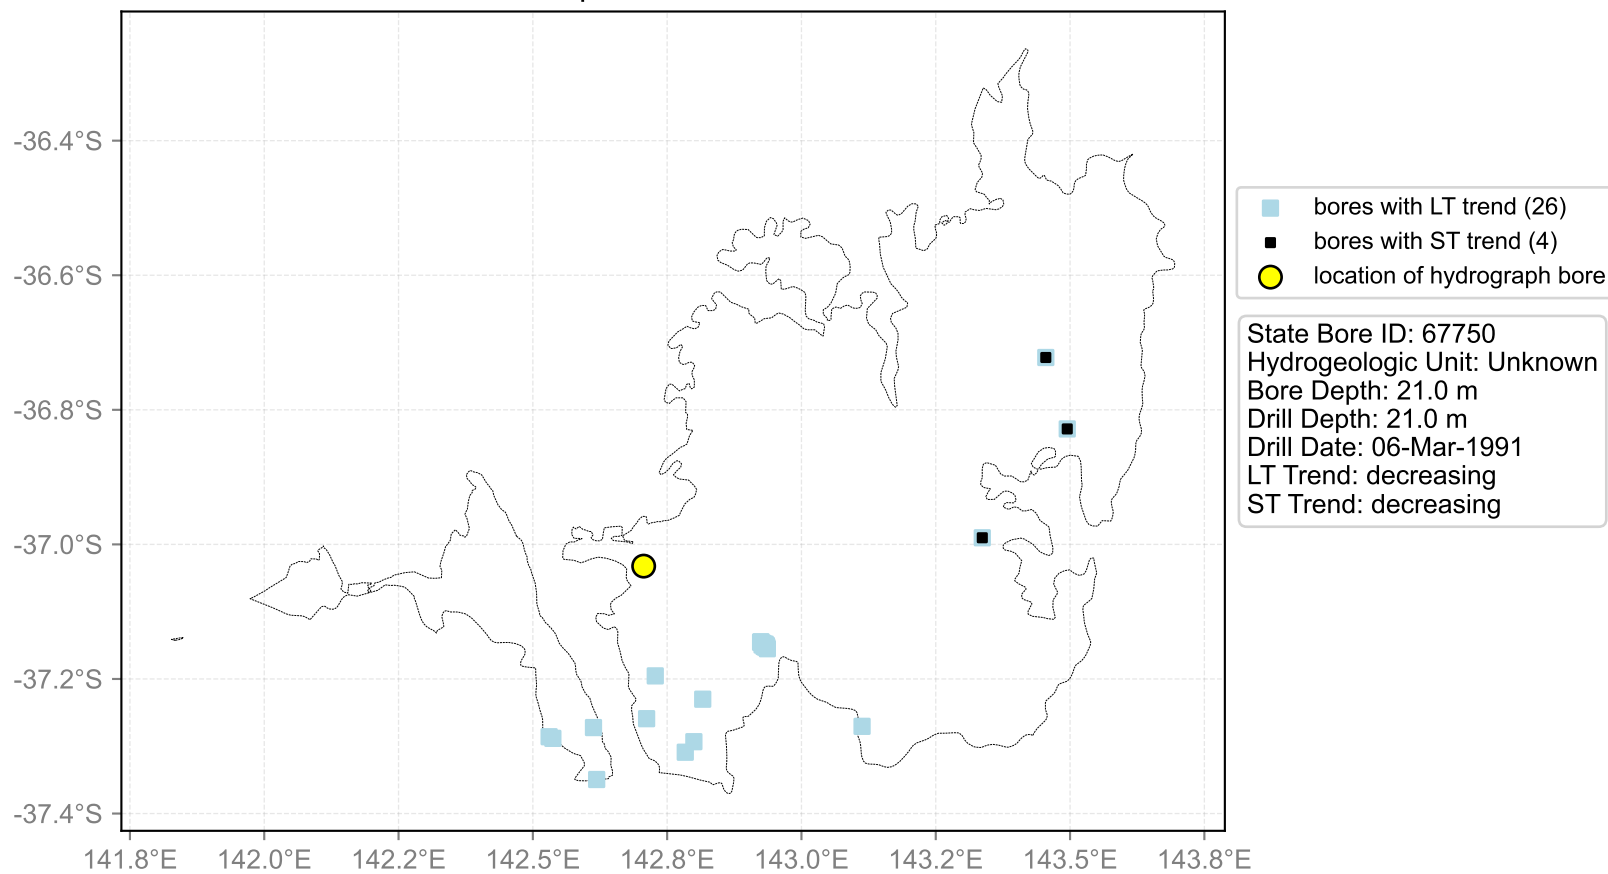 -36.4°S
-36.6°S
-36.8°S
-37.0°S
-37.2°S
-37.4°S
141.8°E 142.0°E 142.2°E 142.5°E 142.8°E 143.0°E 143.2°E 143.5°E 143.8°E
bores with LT trend (26)
bores with ST trend (4)
location of hydrograph bore
State Bore ID: 67750
Hydrogeologic Unit: Unknown
Bore Depth: 21.0 m
Drill Depth: 21.0 m
Drill Date: 06-Mar-1991
LT Trend: decreasing
ST Trend: decreasing